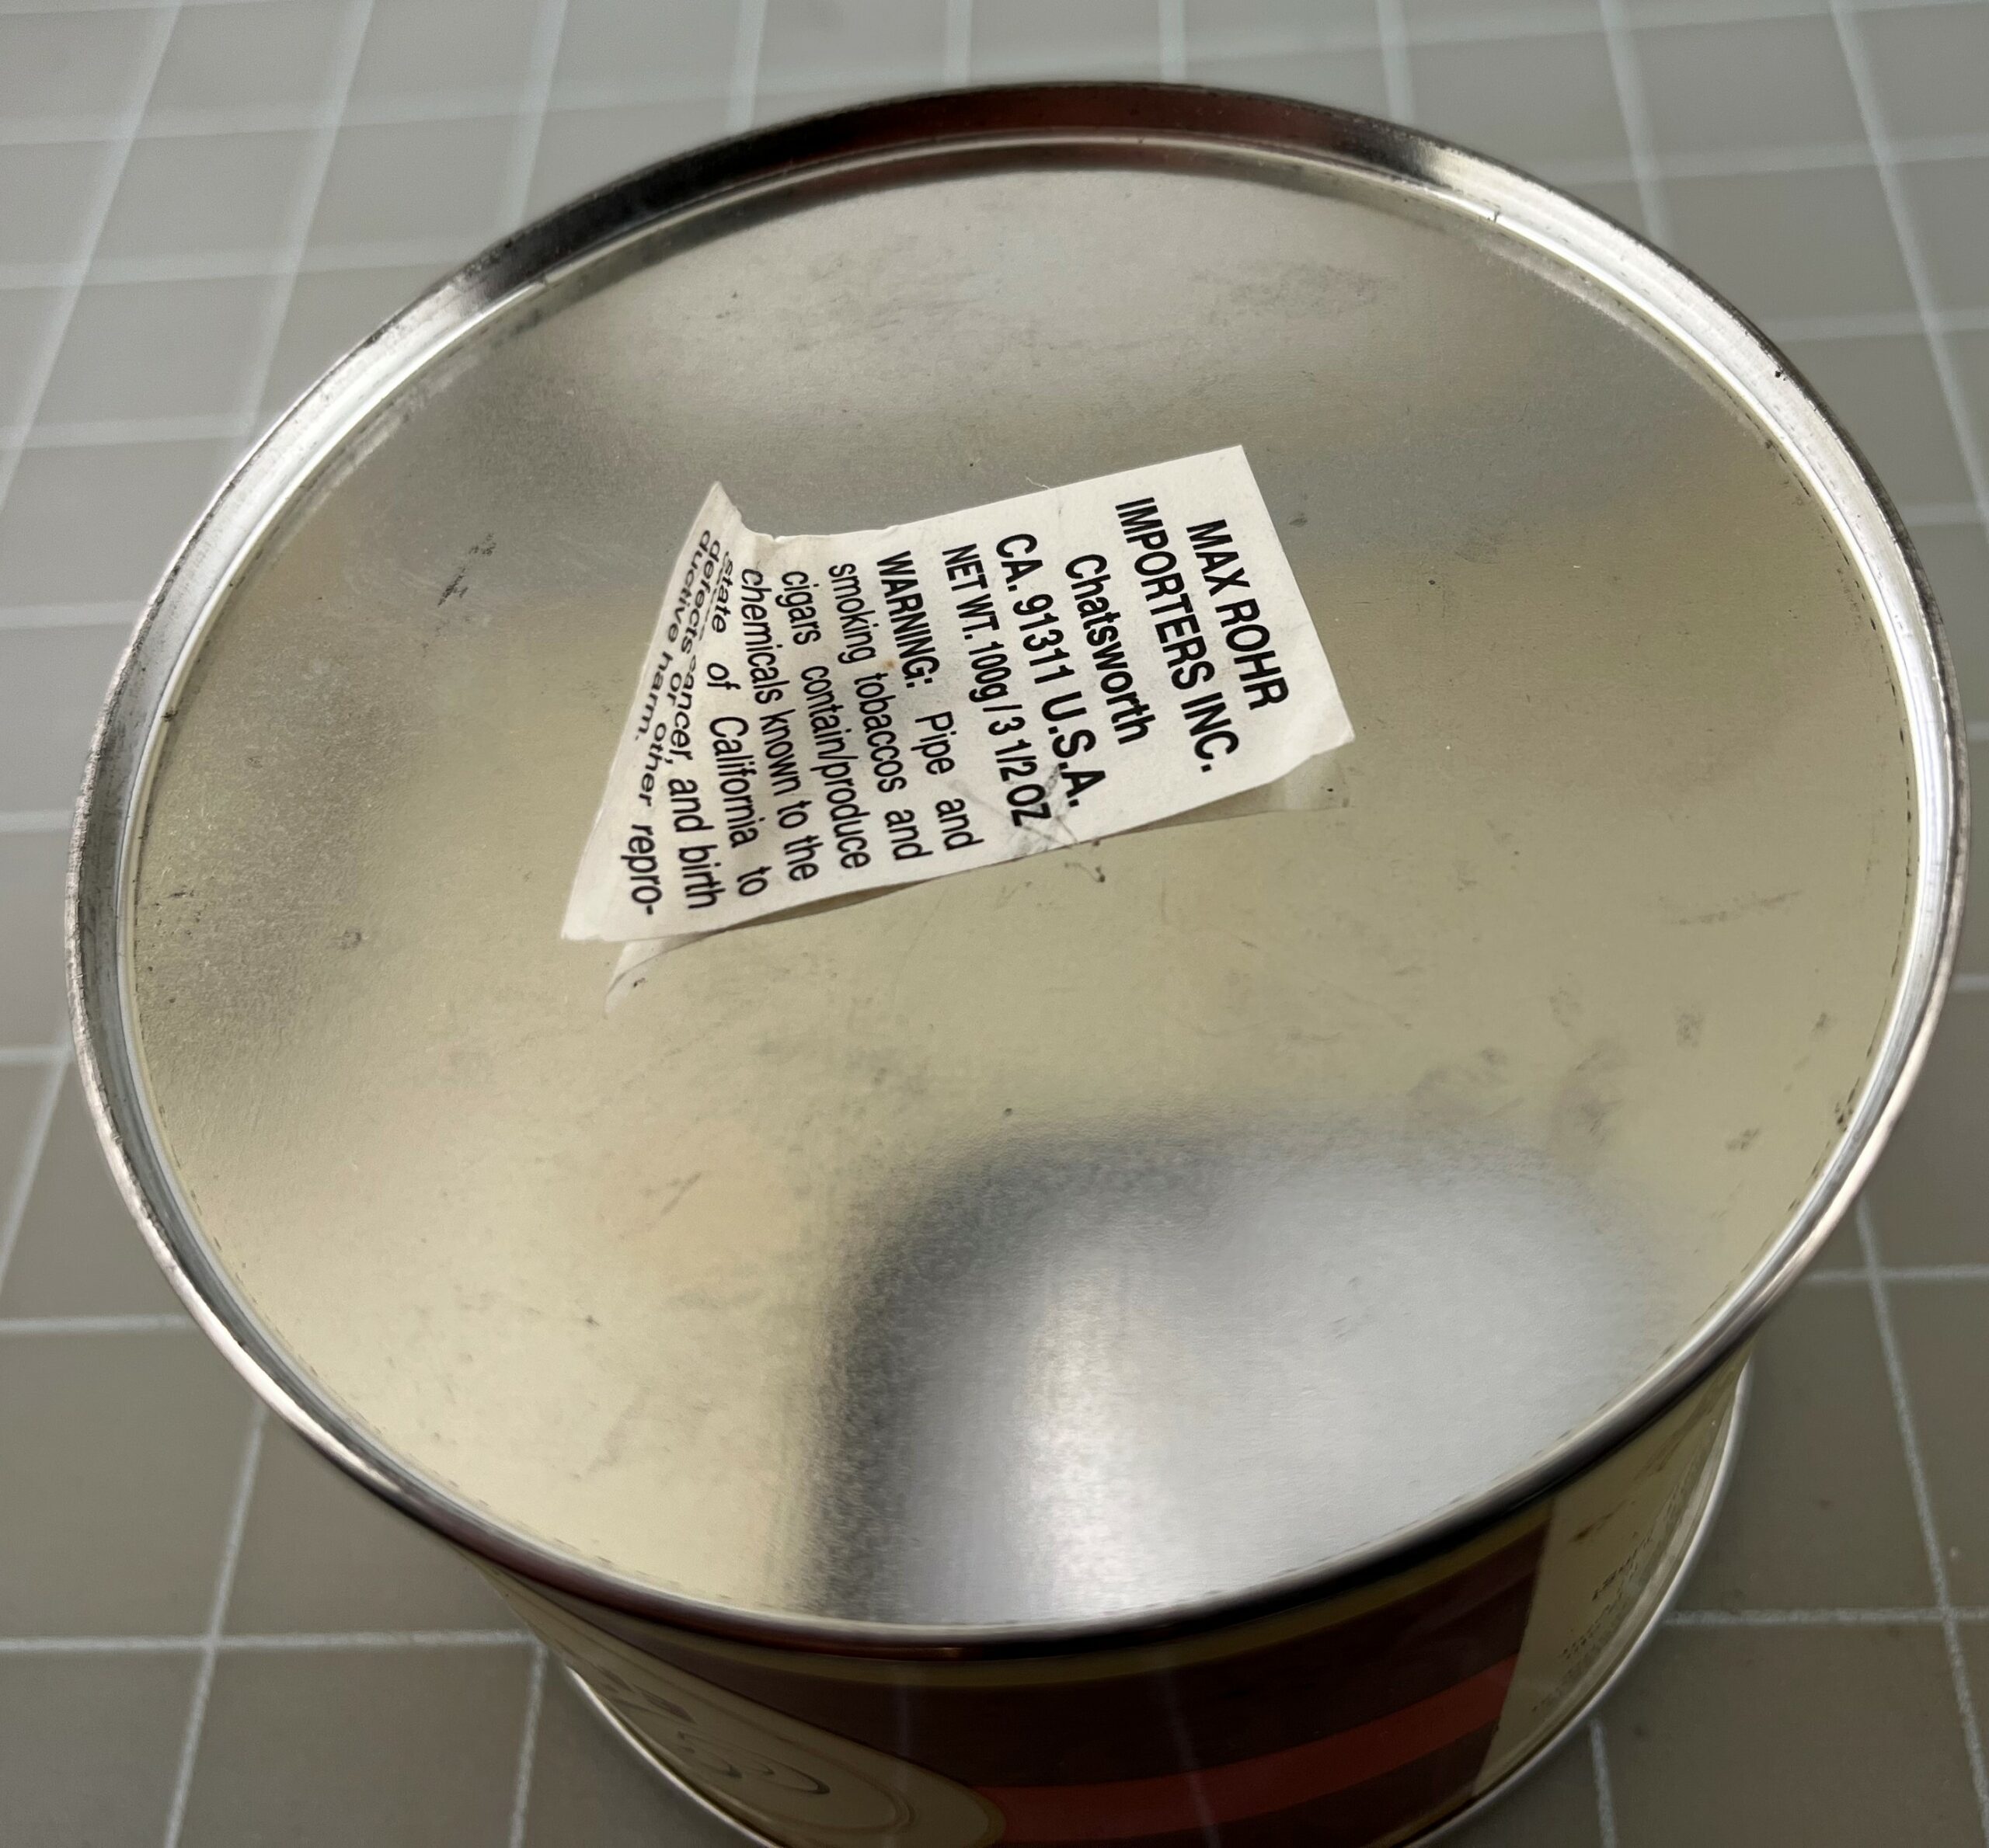 MAX ROHR
IMPORTERS INC.
Chatsworth
CA. 91311 U.S.A.
NET WT. 100g / 3 1/2 OZ
WARNING: Pipe and
smoking tobaccos and
cigars contain/produce
chemicals known to the
state of California to
cancer, and birth
defects or other repro-
ductive harm.